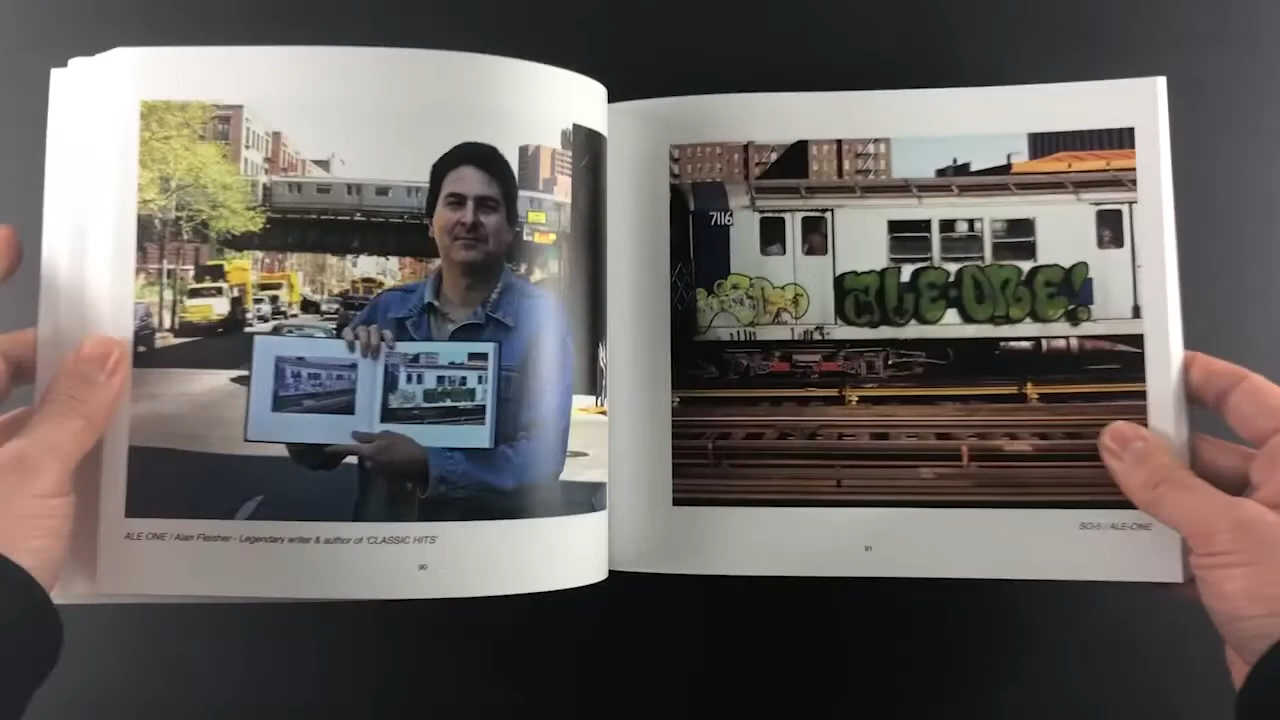 ALE ONE / Alan Fleisher - Legendary writer & author of 'CLASSIC HITS'
90
7116
ALE-ONE!
SCI-5 / ALE-ONE
91